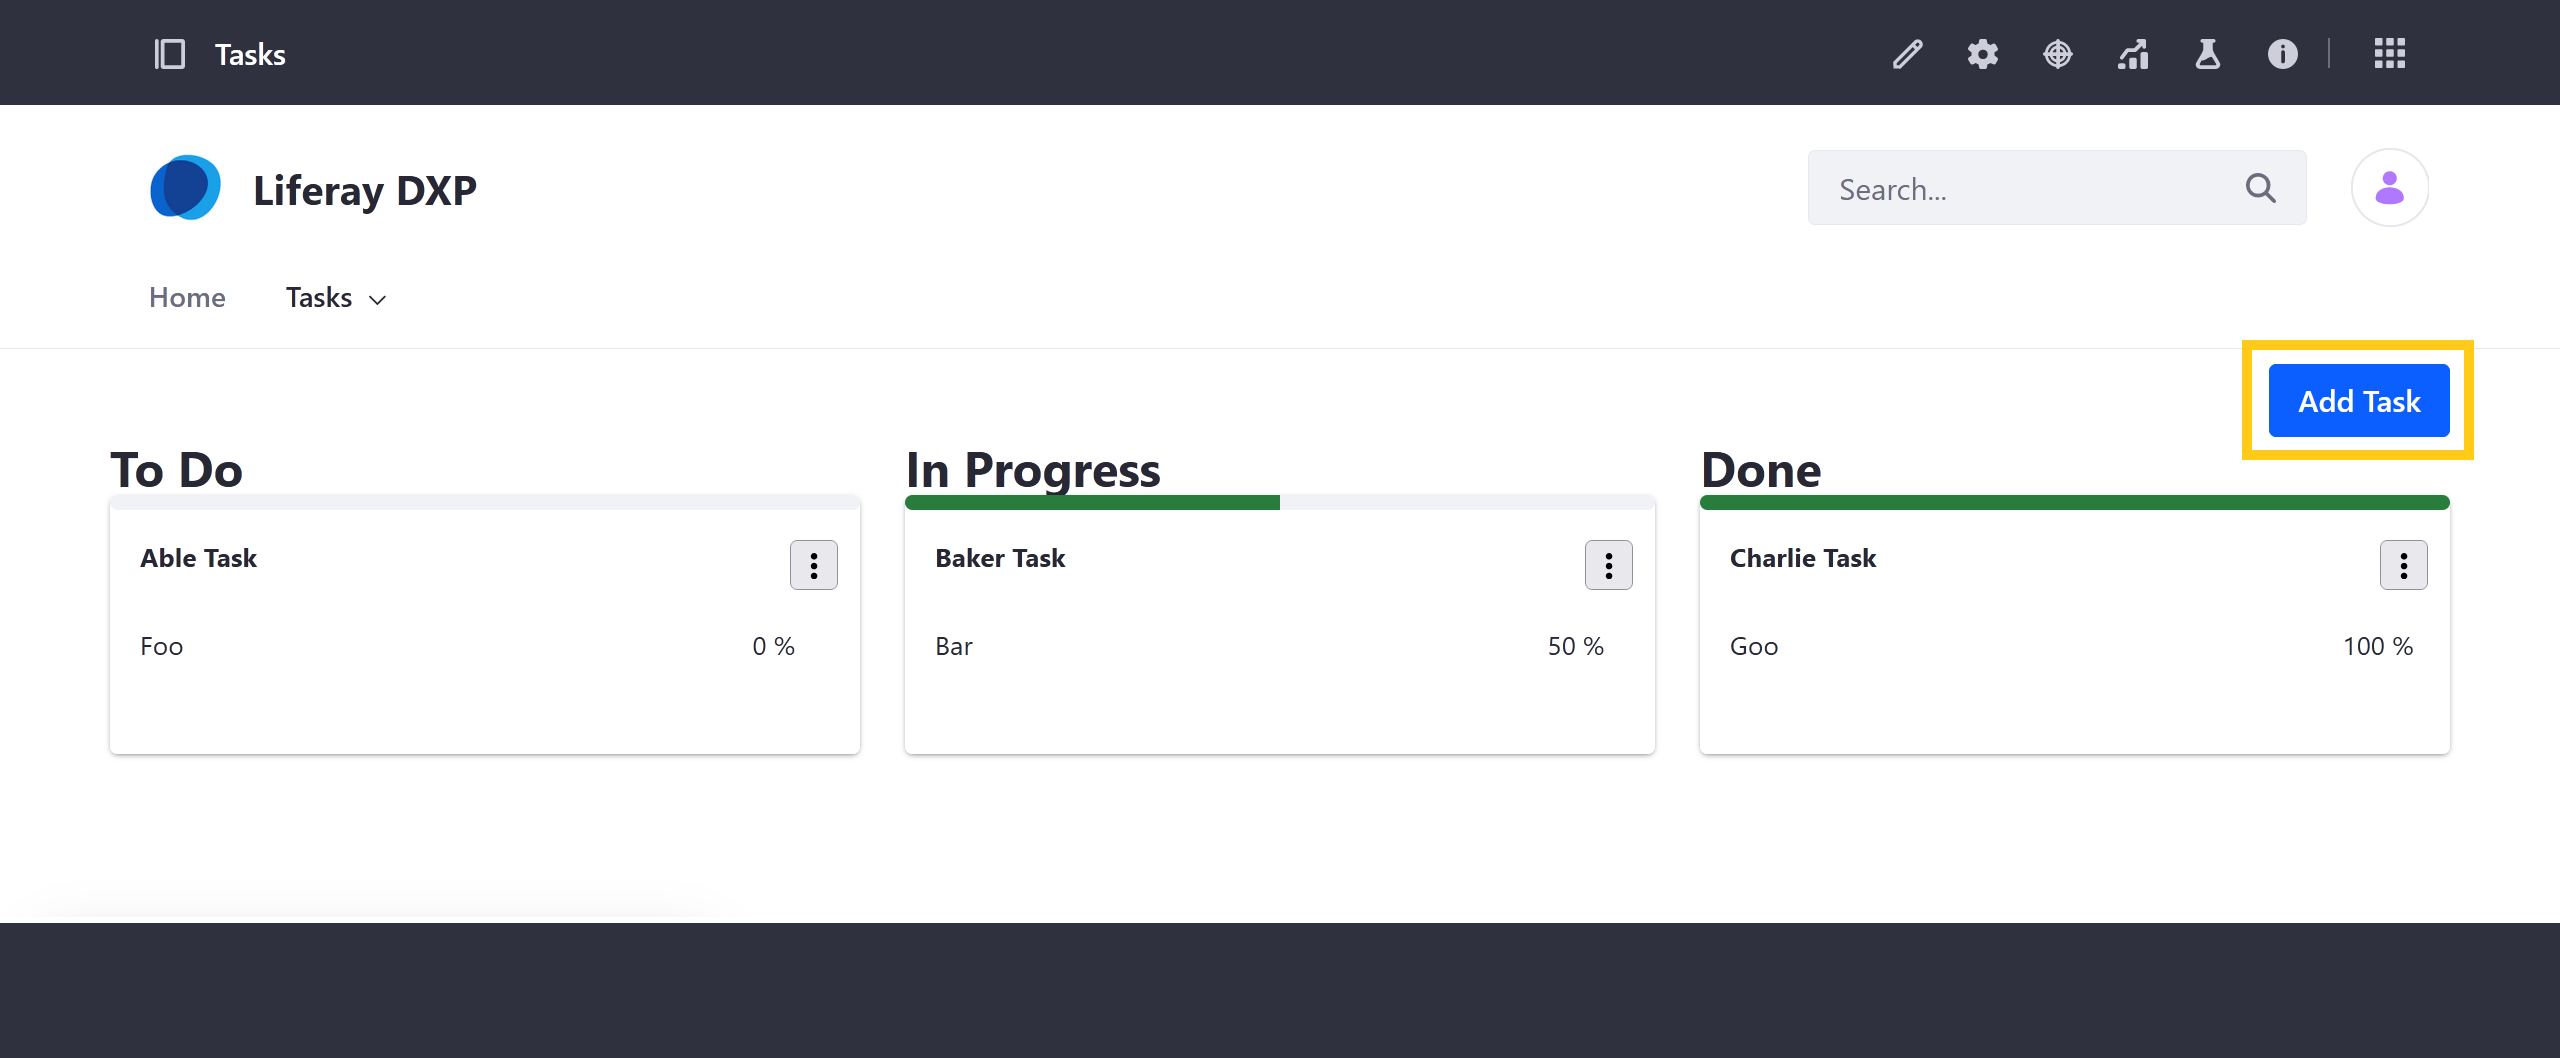 Tasks
Liferay DXP
Search...
Home
Tasks
Add Task
To Do
In Progress
Done
Able Task
Foo
0 %
Baker Task
Bar
50 %
Charlie Task
Goo
100 %